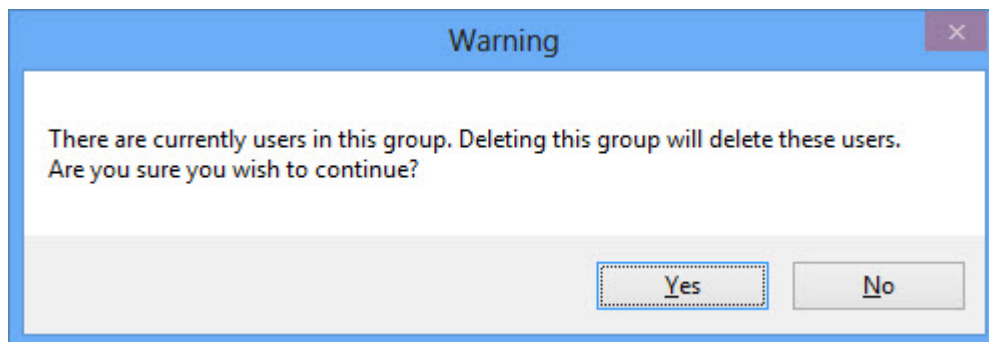 Warning
There are currently users in this group. Deleting this group will delete these users.
Are you sure you wish to continue?
Yes
No